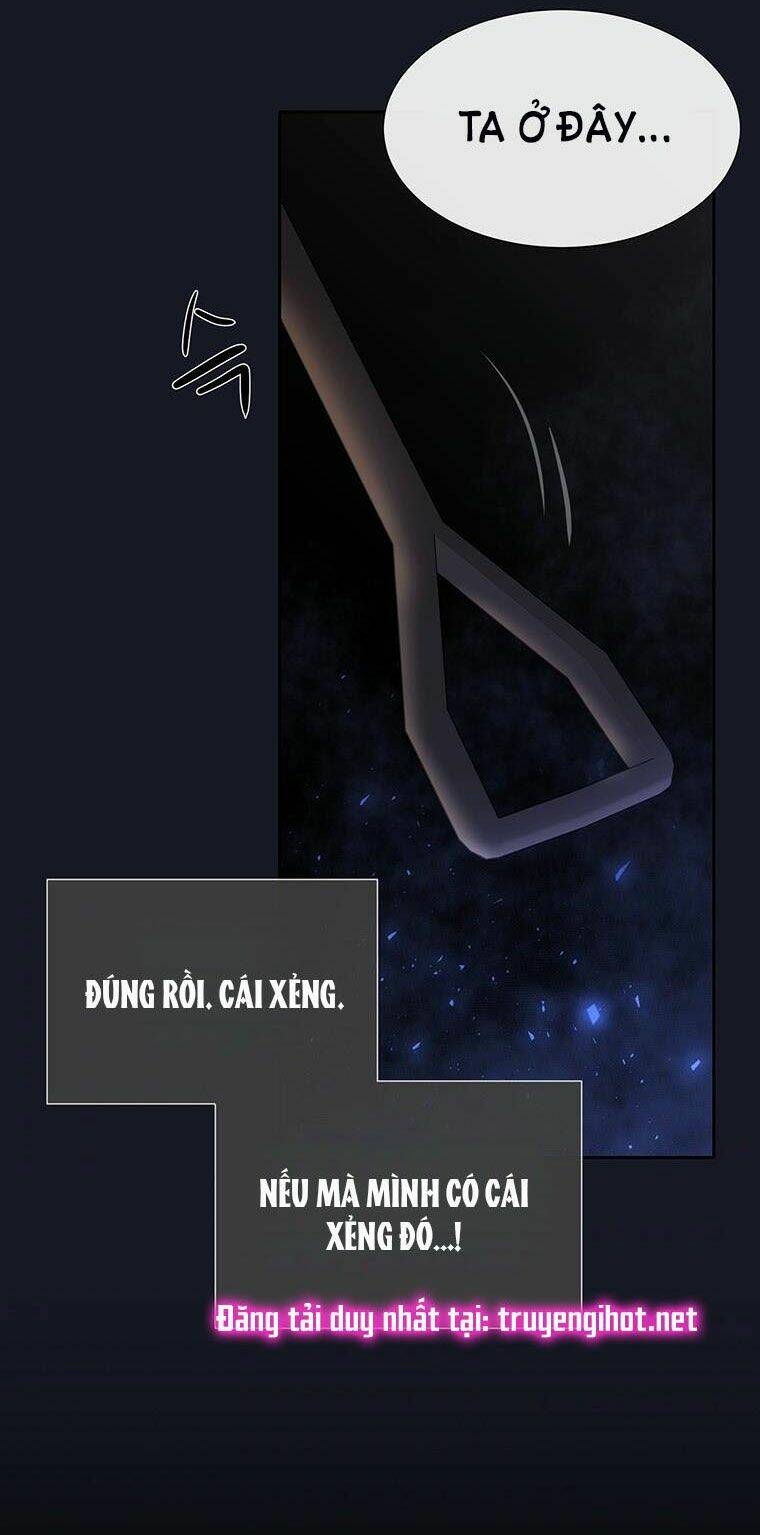 TA Ở ĐÂY...
스윽
ĐÚNG RỒI. CÁI XẺNG.
NẾU MÀ MÌNH CÓ CÁI
XẺNG ĐÓ...!
Đăng tải duy nhất tại: truyengihot.net